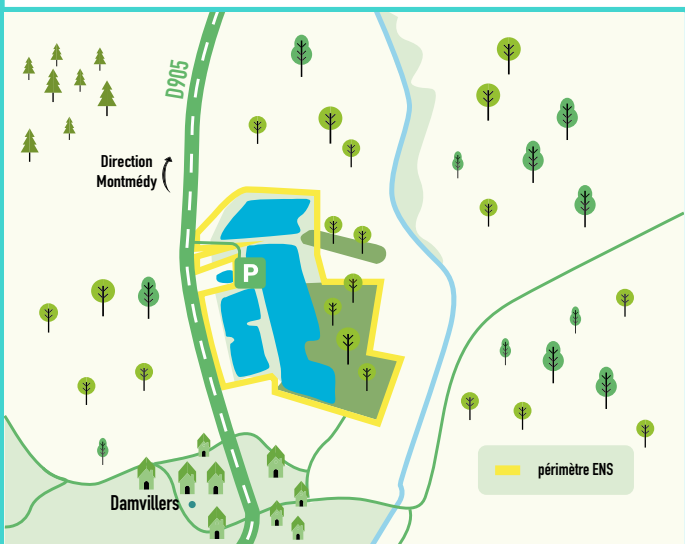 D905
Direction
Montmédy
P
périmètre ENS
Damvillers